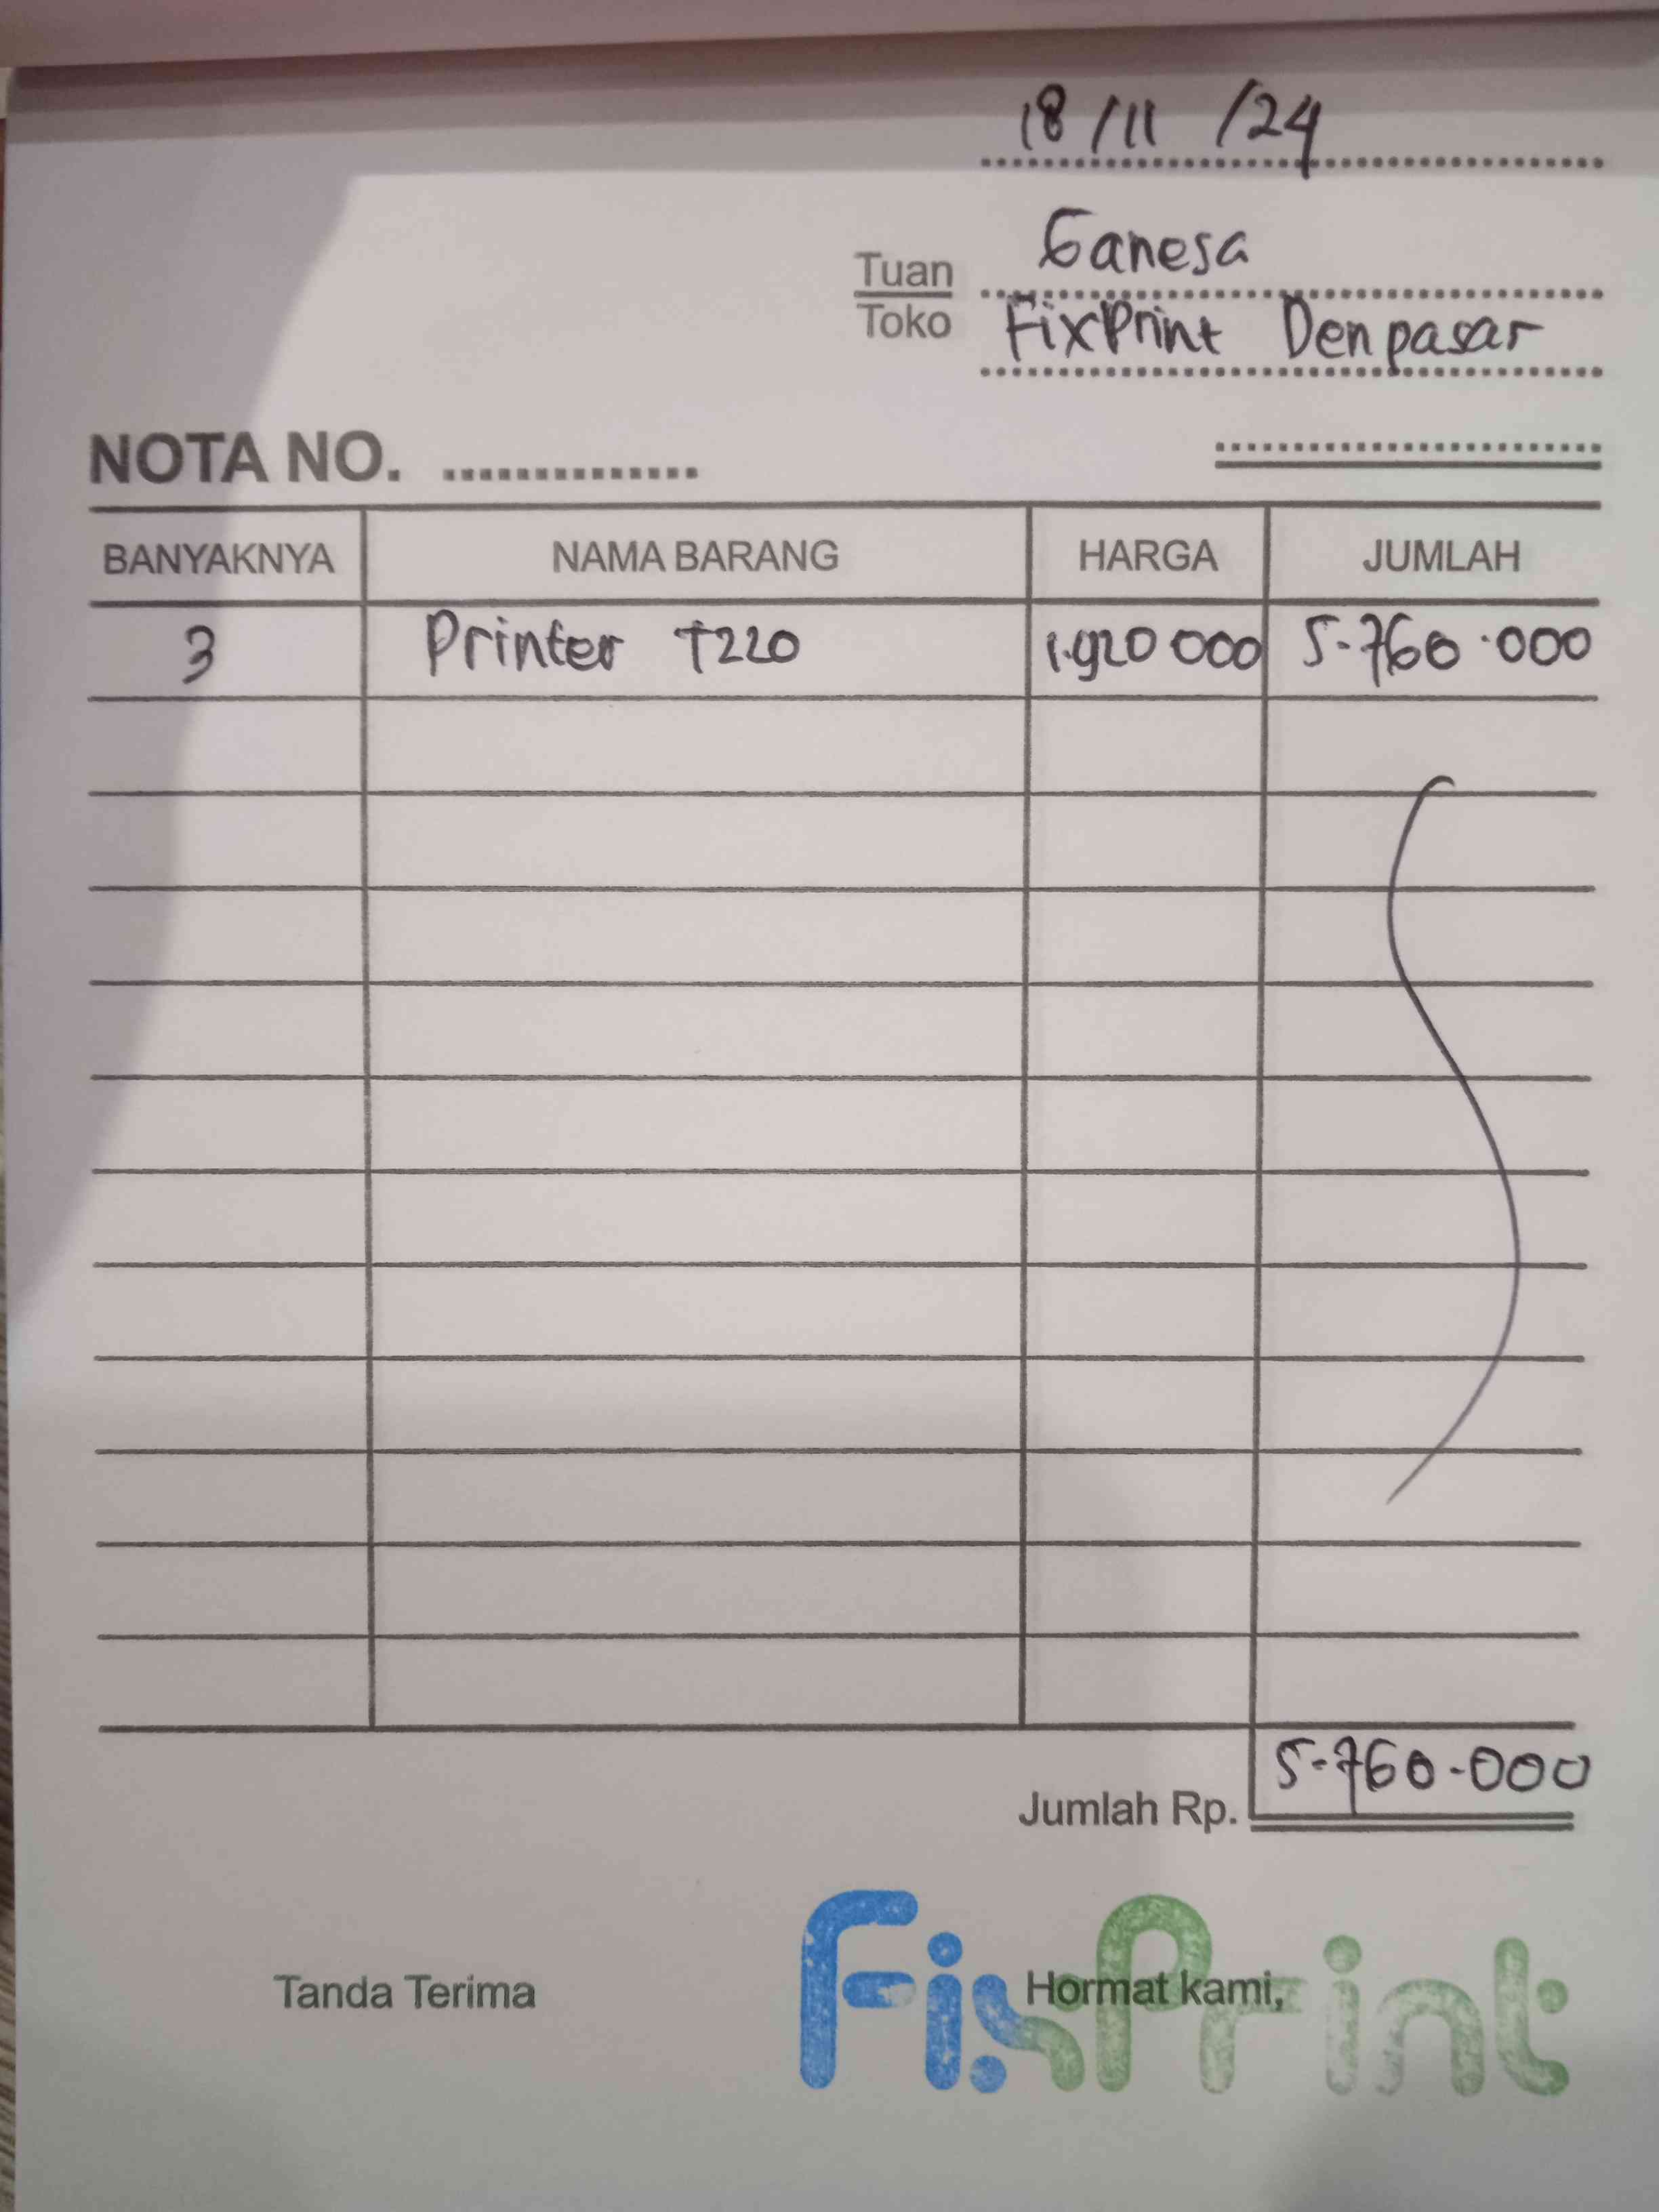 18/11/24
Tuan Ganesa
Toko FixPrint Denpasar
NOTA NO. ..............
BANYAKNYA NAMA BARANG HARGA JUMLAH
3 Printer T220 1.920 000 5-760.000
Jumlah Rp. 5-760-000
Tanda Terima Hormat kami,
FixPrint